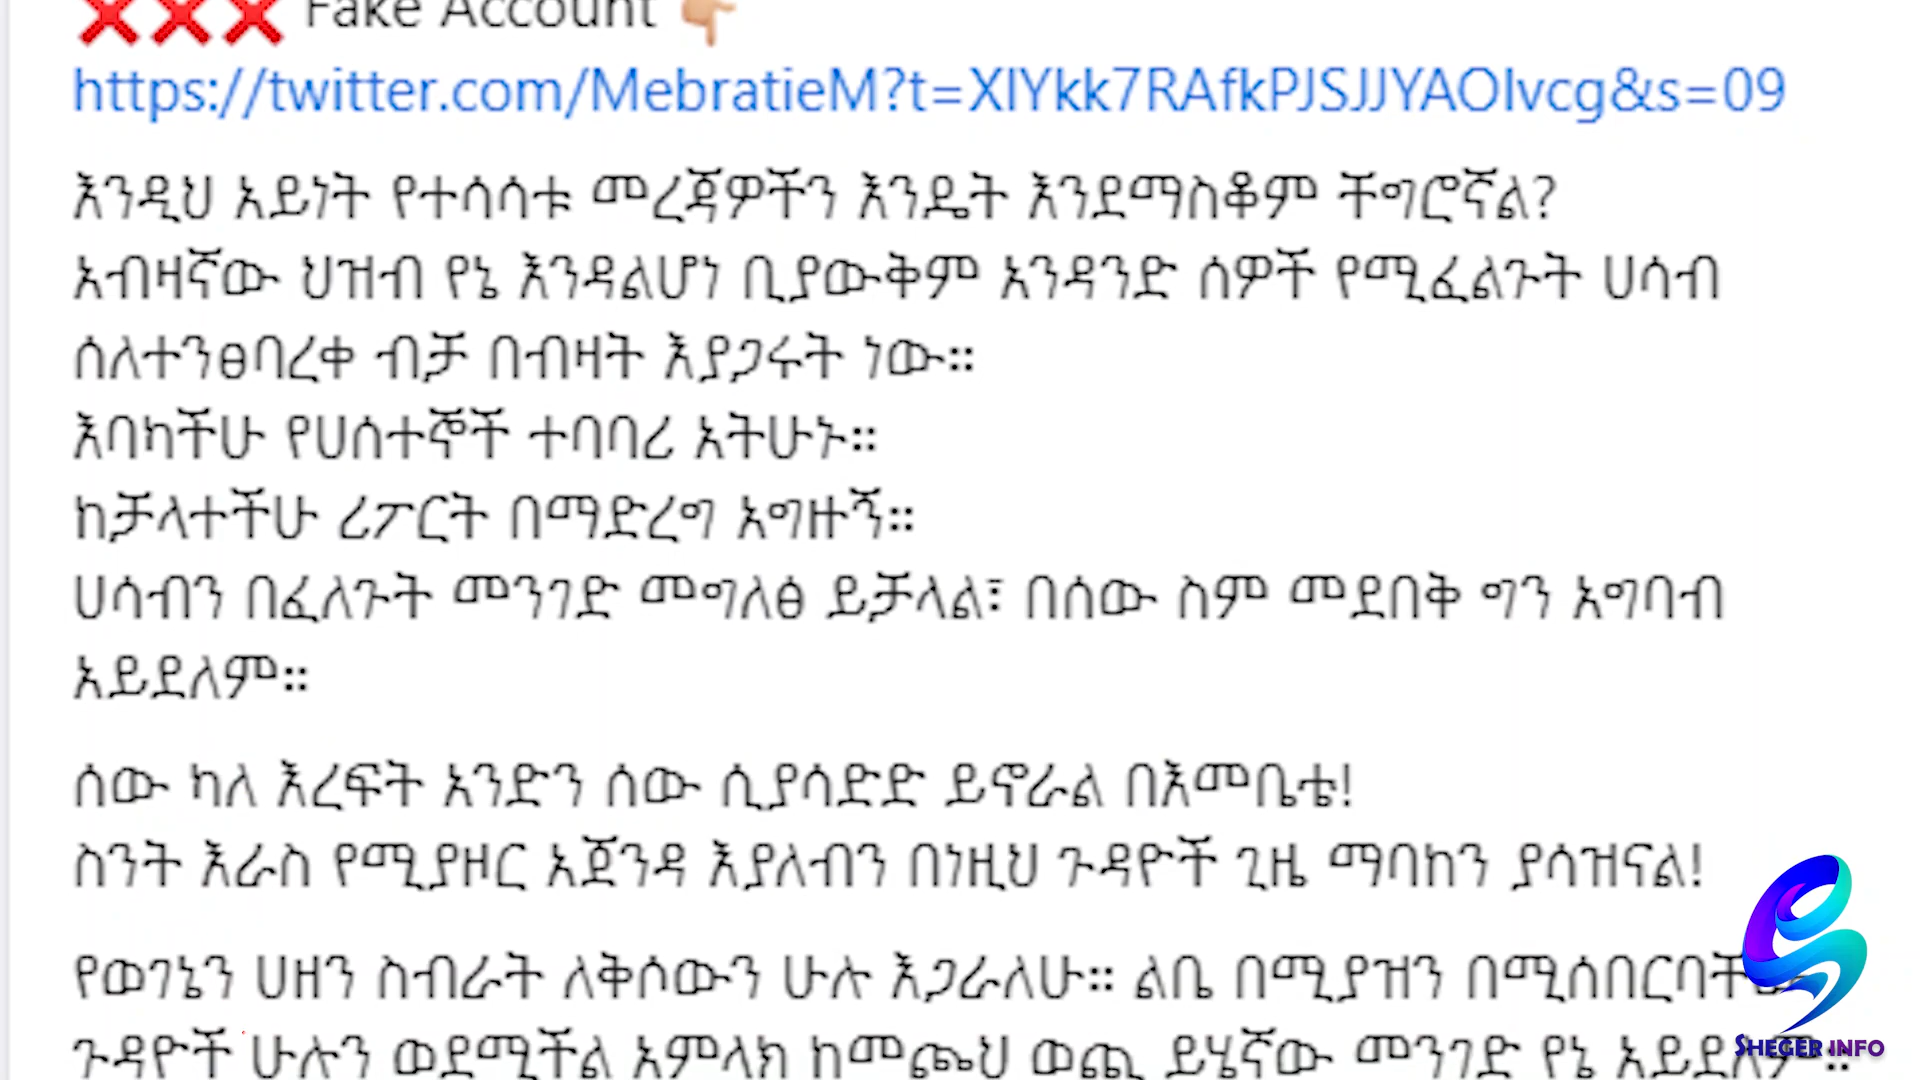 ❌❌❌ Fake Account 👇🏼
https://twitter.com/MebratieM?t=XIYkk7RAfkPJSJJYAOIvcg&s=09
እንዲህ አይነት የተሳሳቱ መረጃዎችን እንዴት እንደማስቆም ቸግሮኛል?
አብዛኛው ህዝብ የኔ እንዳልሆነ ቢያውቅም አንዳንድ ሰዎች የሚፈልጉት ሀሳብ
ስለተንፀባረቀ ብቻ በብዛት እያጋሩት ነው።
እባካችሁ የሀሰተኞች ተባባሪ አትሁኑ።
ከቻላተችሁ ሪፖርት በማድረግ አግዙኝ።
ሀሳብን በፈለጉት መንገድ መግለፅ ይቻላል፣ በሰው ስም መደበቅ ግን አግባብ
አይደለም።
ሰው ካለ እረፍት አንድን ሰው ሲያሳድድ ይኖራል በእመቤቴ!
ስንት እራስ የሚያዞር አጀንዳ እያለብን በነዚህ ጉዳዮች ጊዜ ማባከን ያሳዝናል!
የወገኔን ሀዘን ስብራት ለቅሶውን ሁሉ እጋራለሁ። ልቤ በሚያዝን
ጉዳዮች ሁሉን ወደሚችል አምላክ ከመጮህ ወጪ ይሄኛው መንገድ የኔ አይደለም።
SHEGER INFO